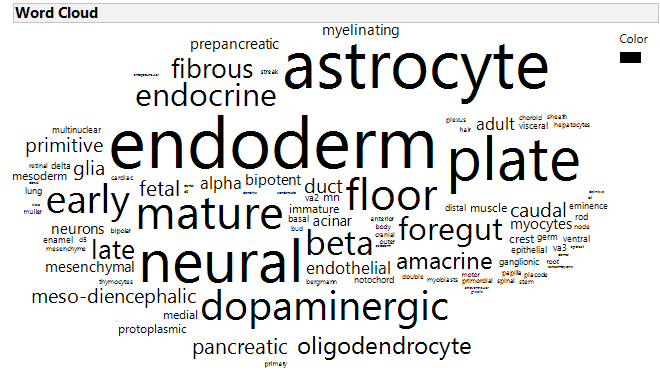 Word Cloud
Color
myelinating
prepancreatic
fibrous
streak
astrocyte
endocrine
multinuclear
primitive
endoderm
plate
plexus
choroid
sheath
hair
adult
visceral
hepatocytes
retinal
delta
glia
mesoderm
cardiac
lung
early
fetal
alpha
bipotent
duct
floor
va2
mn
immature
mature
basal
acinar
bud
anterior
body
cranial
outer
distal
muscle
caudal
eminence
rod
node
muller
neurons
bipolar
enamel
d5
mesenchyme
late
mesenchymal
thymocytes
neural
beta
foregut
myocytes
crest
germ
ventral
epithelial
va3
endothelial
amacrine
ganglionic
root
bergmann
notochord
double
myoblasts
motor
primordial
papilla
placode
spinal
stem
meso-diencephalic
dopaminergic
medial
protoplasmic
pancreatic
oligodendrocyte
primary